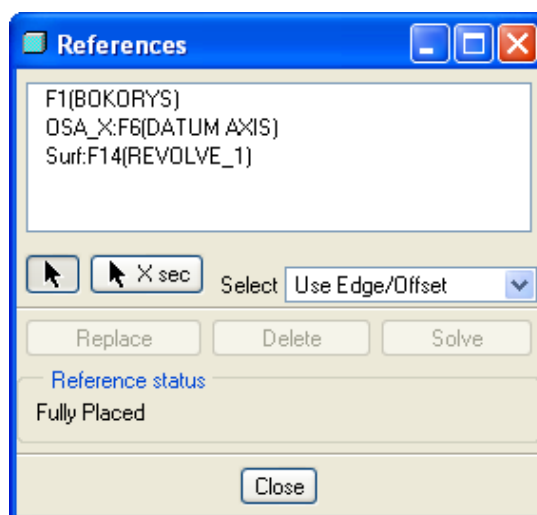 References
F1(BOKORYS)
OSA_X:F6(DATUM AXIS)
Surf:F14(REVOLVE_1)
X sec Select Use Edge/Offset
Replace Delete Solve
Reference status
Fully Placed
Close